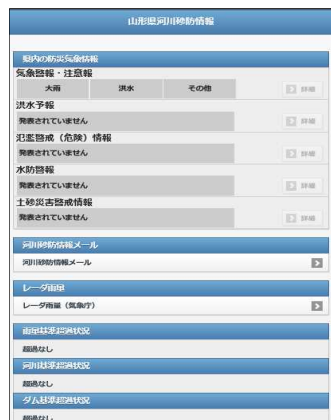 山形県河川砂防情報
県内の防災気象情報
気象警報・注意報
大雨 洪水 その他 詳細
洪水予報
発表されていません 詳細
氾濫警戒（危険）情報
発表されていません 詳細
水防警報
発表されていません 詳細
土砂災害警戒情報
発表されていません 詳細
河川砂防情報メール
河川砂防情報メール
レーダ雨量
レーダ雨量（気象庁）
雨量基準超過状況
超過なし
河川基準超過状況
超過なし
ダム基準超過状況
超過なし